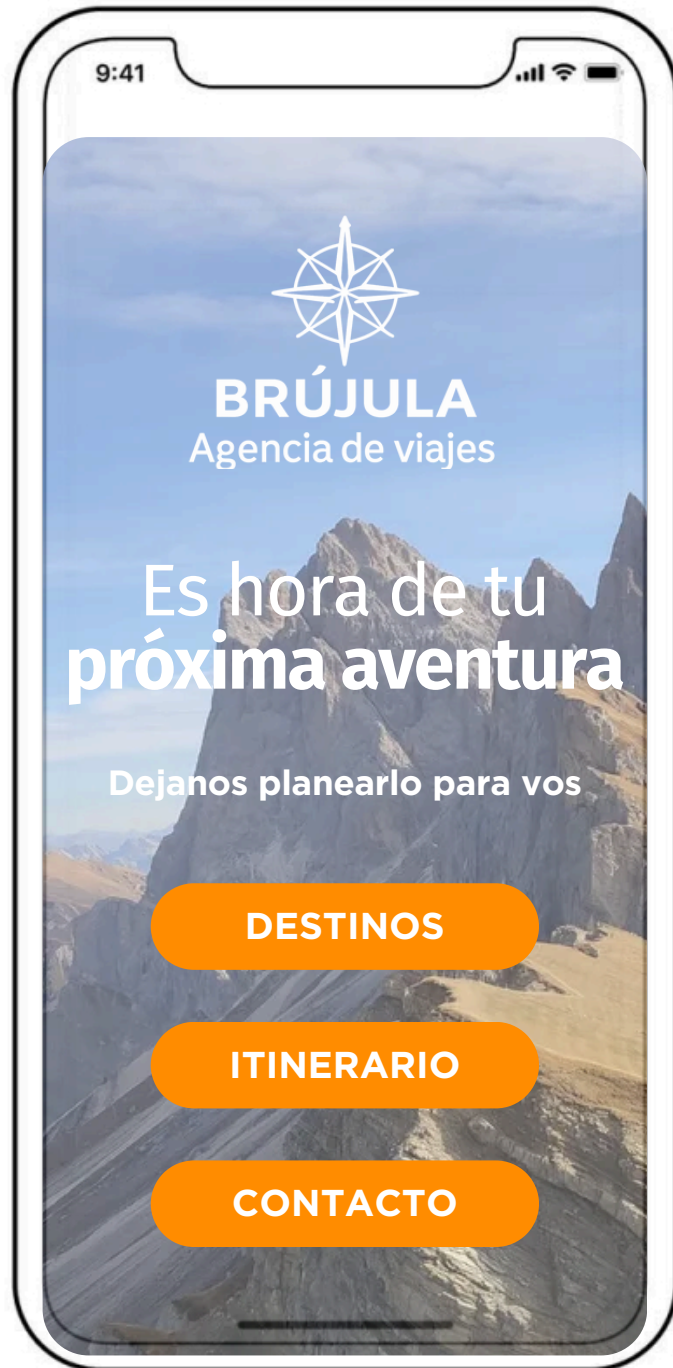 9:41
BRÚJULA
Agencia de viajes
Es hora de tu
próxima aventura
Dejanos planearlo para vos
DESTINOS
ITINERARIO
CONTACTO